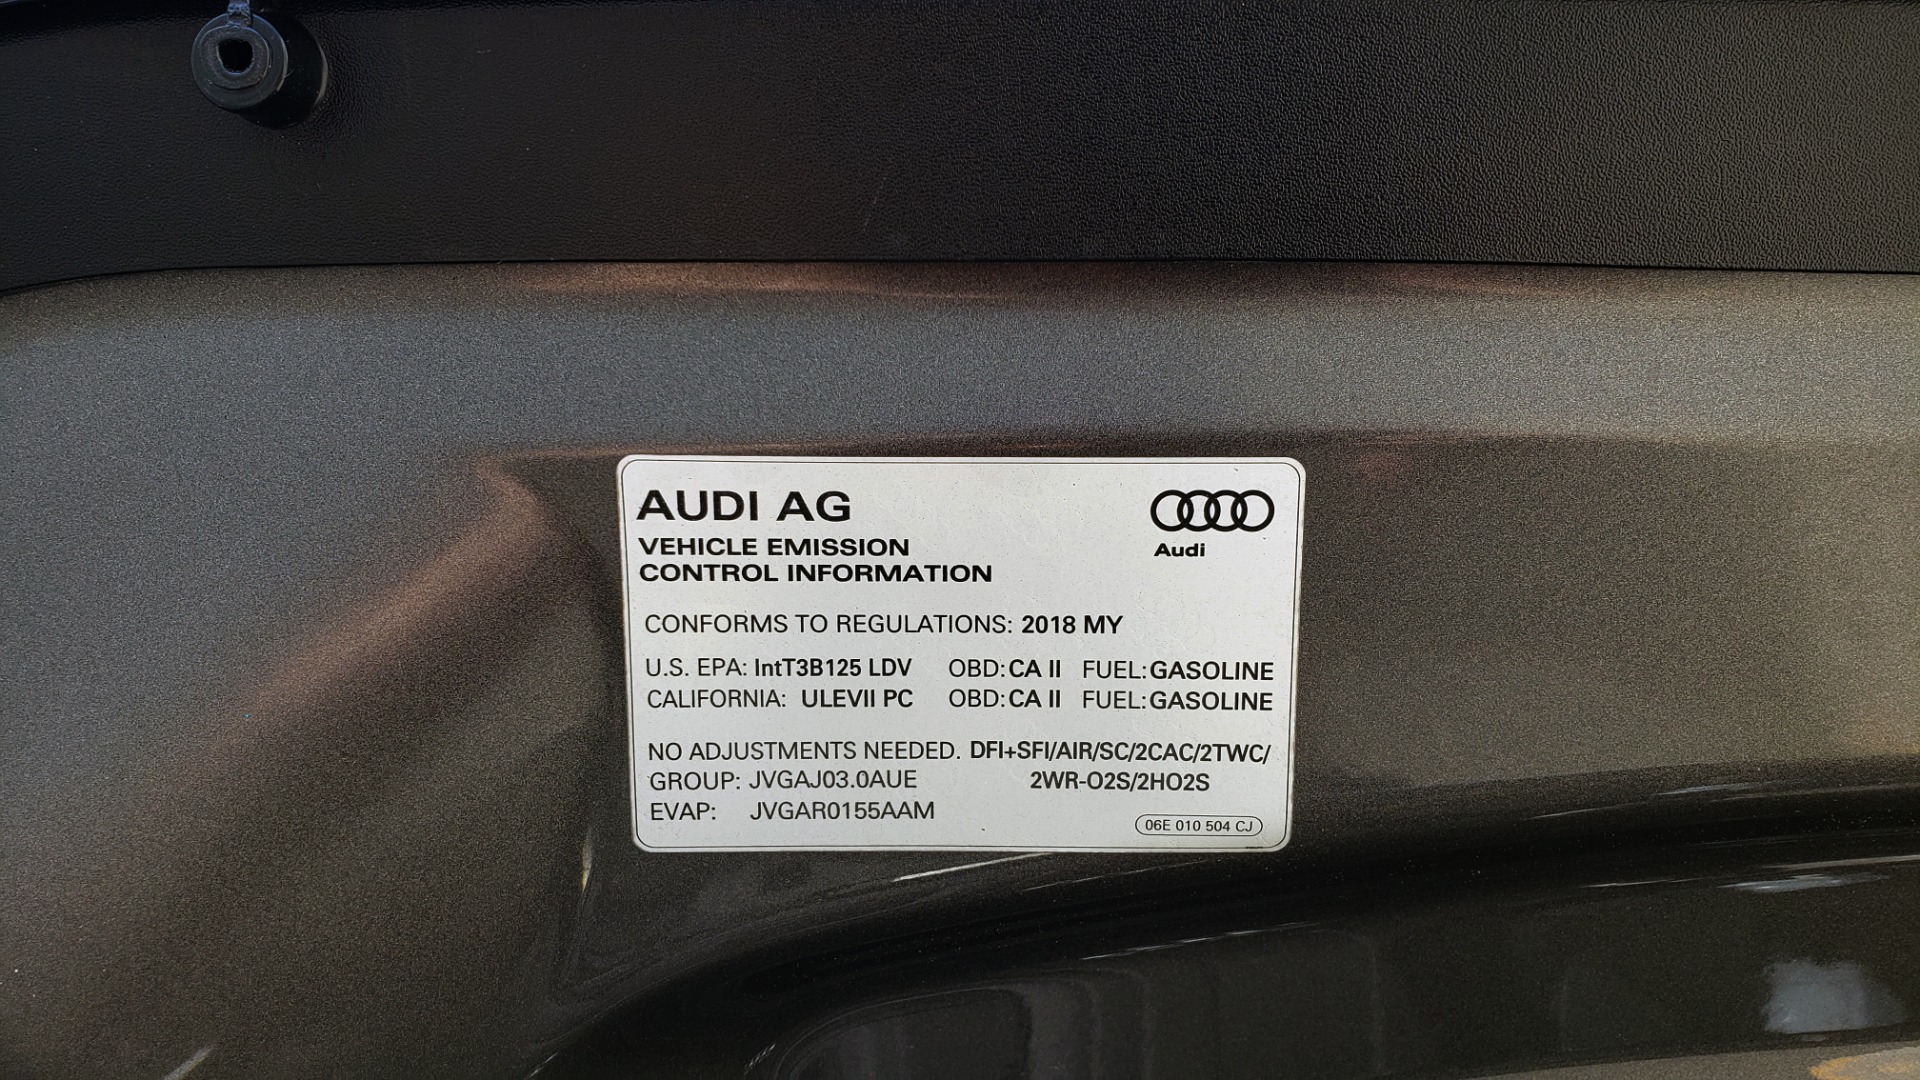 AUDI AG
Audi
VEHICLE EMISSION
CONTROL INFORMATION
CONFORMS TO REGULATIONS: 2018 MY
U.S. EPA: IntT3B125 LDV OBD: CA II FUEL: GASOLINE
CALIFORNIA: ULEVII PC OBD: CA II FUEL: GASOLINE
NO ADJUSTMENTS NEEDED. DFI+SFI/AIR/SC/2CAC/2TWC/
GROUP: JVGAJ03.0AUE 2WR-O2S/2HO2S
EVAP: JVGAR0155AAM
06E 010 504 CJ